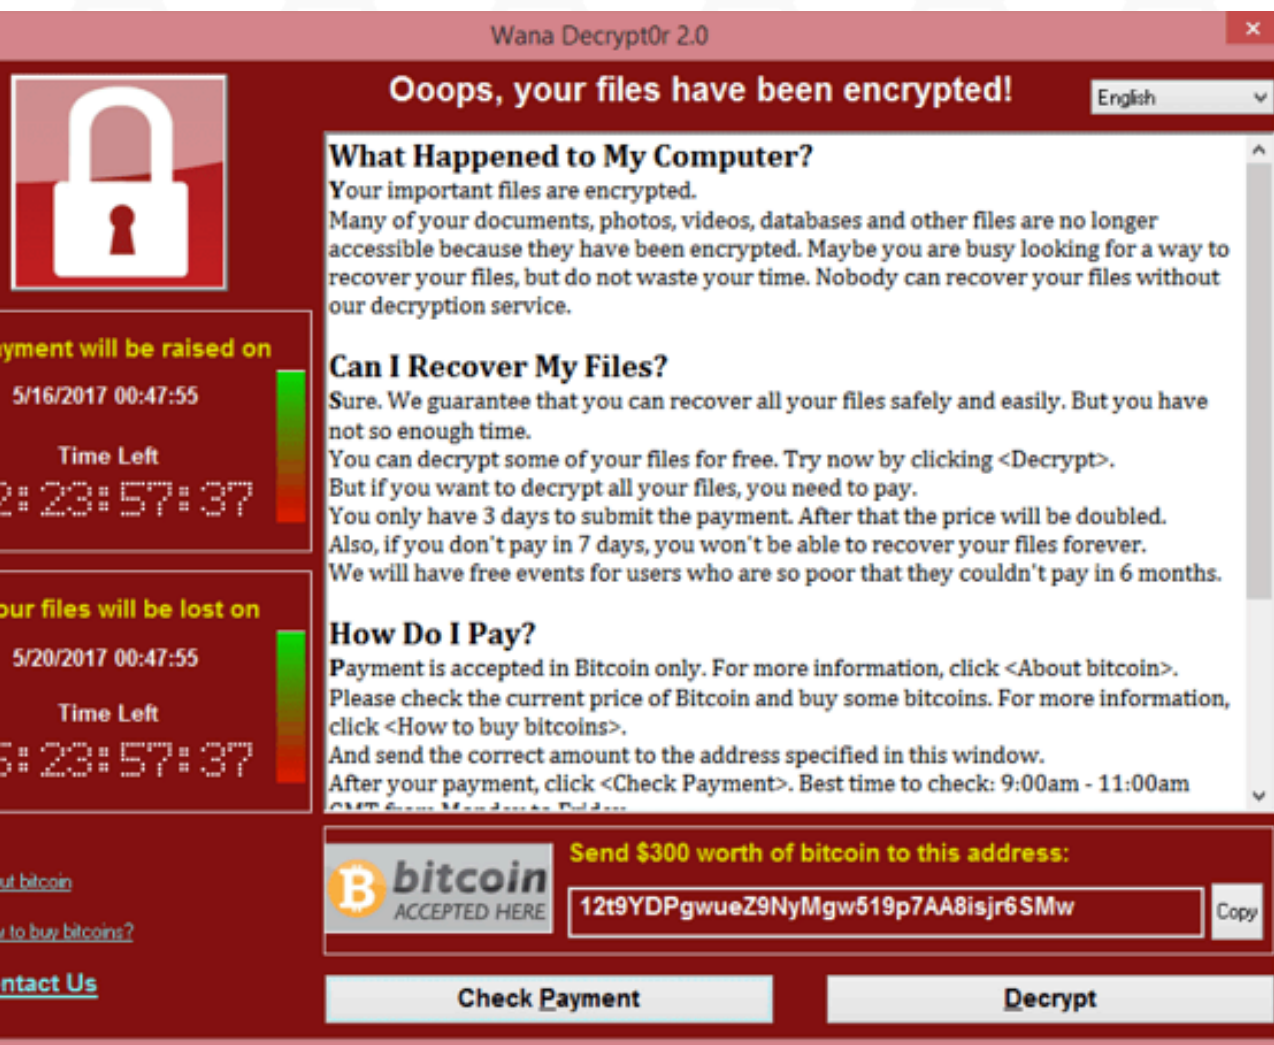 Wana Decrypt0r 2.0
Ooops, your files have been encrypted!
English
What Happened to My Computer?
Your important files are encrypted.
Many of your documents, photos, videos, databases and other files are no longer
accessible because they have been encrypted. Maybe you are busy looking for a way to
recover your files, but do not waste your time. Nobody can recover your files without
our decryption service.
Can I Recover My Files?
Sure. We guarantee that you can recover all your files safely and easily. But you have
not so enough time.
You can decrypt some of your files for free. Try now by clicking <Decrypt>.
But if you want to decrypt all your files, you need to pay.
You only have 3 days to submit the payment. After that the price will be doubled.
Also, if you don't pay in 7 days, you won't be able to recover your files forever.
We will have free events for users who are so poor that they couldn't pay in 6 months.
How Do I Pay?
Payment is accepted in Bitcoin only. For more information, click <About bitcoin>.
Please check the current price of Bitcoin and buy some bitcoins. For more information,
click <How to buy bitcoins>.
And send the correct amount to the address specified in this window.
After your payment, click <Check Payment>. Best time to check: 9:00am - 11:00am
GMT from Monday to Friday.
yment will be raised on
5/16/2017 00:47:55
Time Left
2:23:57:37
our files will be lost on
5/20/2017 00:47:55
Time Left
:23:57:37
ut bitcoin
to buy bitcoins?
ntact Us
bitcoin
ACCEPTED HERE
Send $300 worth of bitcoin to this address:
12t9YDPgwueZ9NyMgw519p7AA8isjr6SMw
Copy
Check Payment
Decrypt